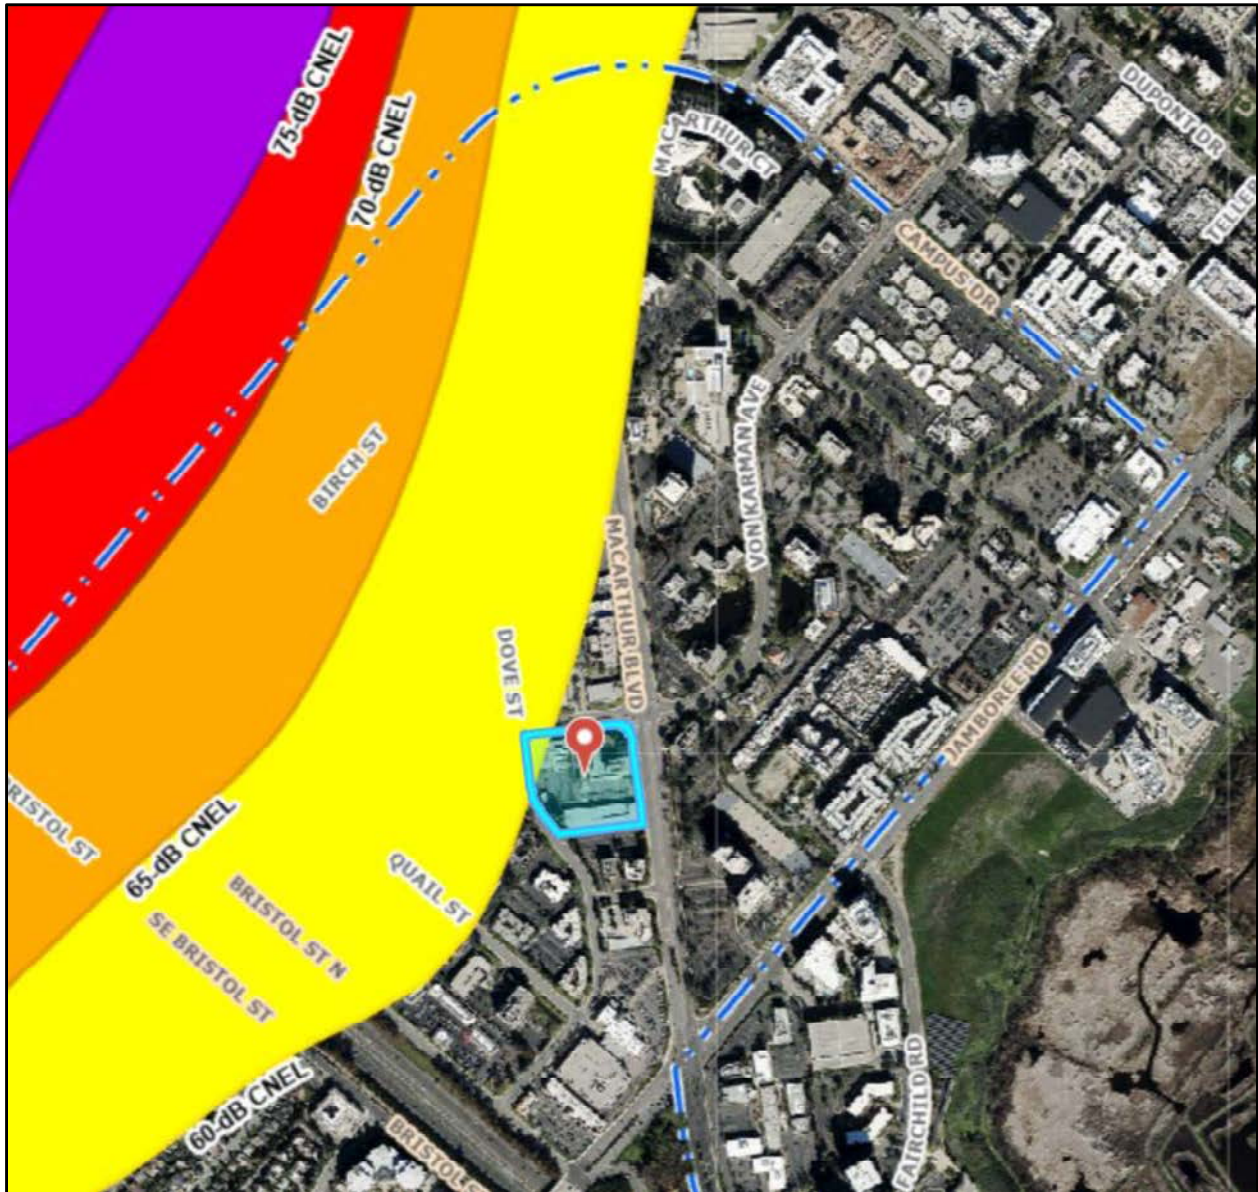 75-dB CNEL
70-dB CNEL
MACARTHUR CT
DUPONT DR
CAMPUS DR
BIRCH ST
VON KARMAN AVE
MACARTHUR BLVD
DOVE ST
JAMBOREE RD
RISTOL ST
65-dB CNEL
QUAIL ST
BRISTOL ST N
SE BRISTOL ST
60-dB CNEL
BRISTOL
FAIRCHILD RD